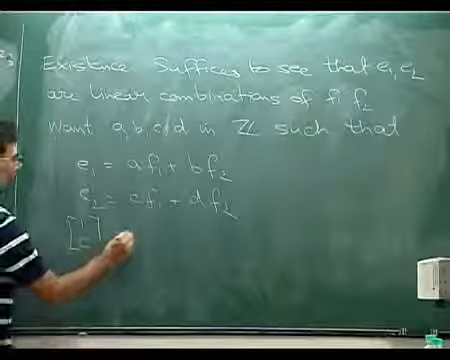 Existence. Suffices to see that e₁, e₂
are linear combinations of f₁ f₂
Want a, b, c, d in ℤ such that
e₁ = a f₁ + b f₂
e₂ = c f₁ + d f₂